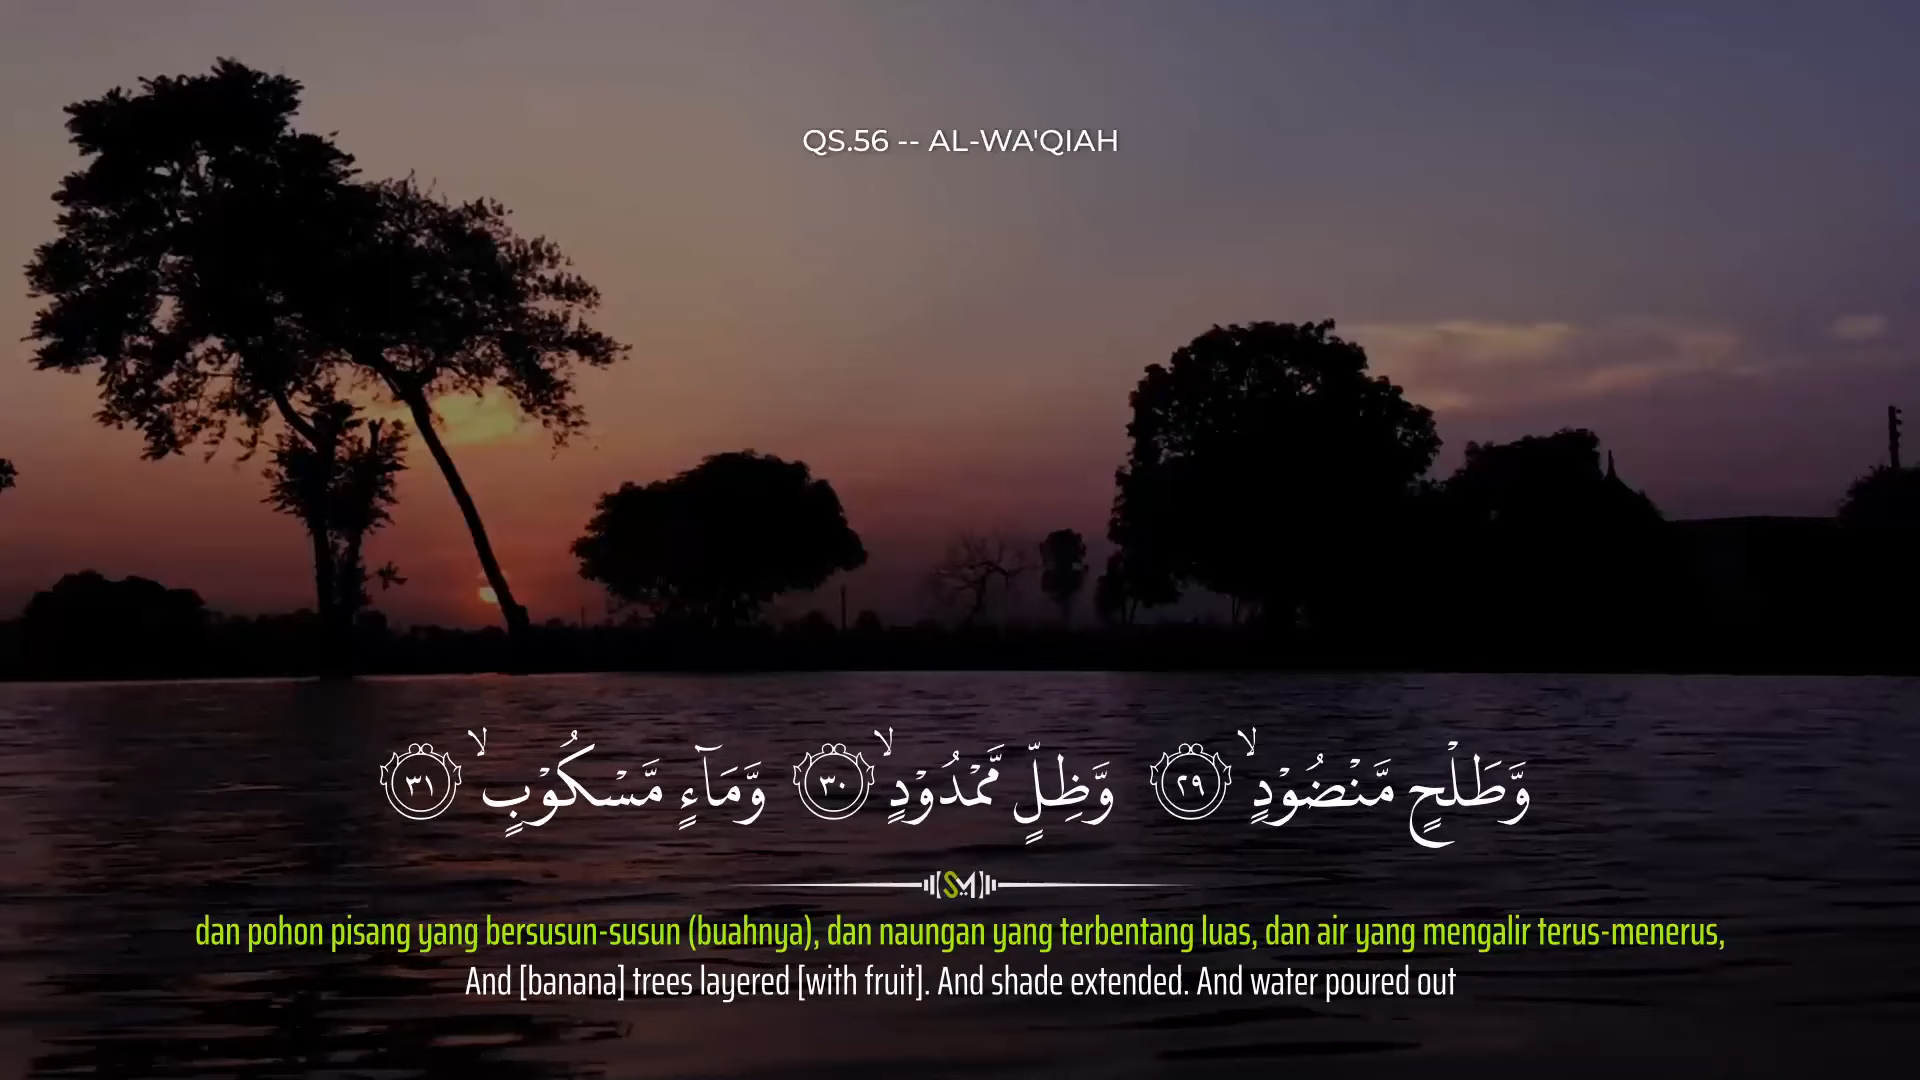 QS.56 -- AL-WA'QIAH
وَّطَلْحٍ مَّنْضُوْدٍۙ ٢٩ وَّظِلٍّ مَّمْدُوْدٍۙ ٣٠ وَّمَاۤءٍ مَّسْكُوْبٍۙ ٣١
SM
dan pohon pisang yang bersusun-susun (buahnya), dan naungan yang terbentang luas, dan air yang mengalir terus-menerus,
And [banana] trees layered [with fruit]. And shade extended. And water poured out